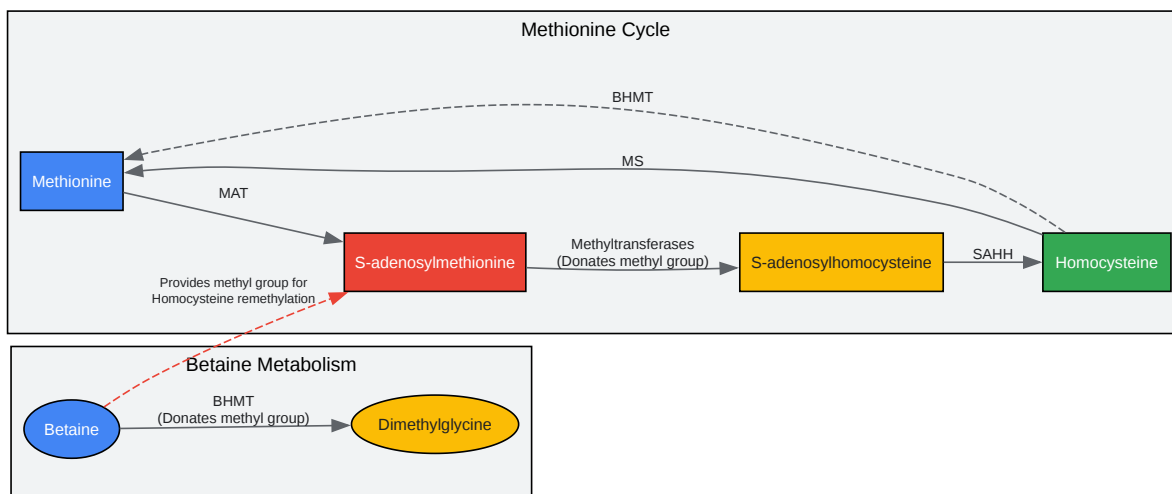 Methionine Cycle
BHMT
MS
Methionine
MAT
Methyltransferases
(Donates methyl group)
SAHH
S-adenosylmethionine
S-adenosylhomocysteine
Homocysteine
Provides methyl group for
Homocysteine remethylation
Betaine Metabolism
BHMT
(Donates methyl group)
Betaine
Dimethylglycine